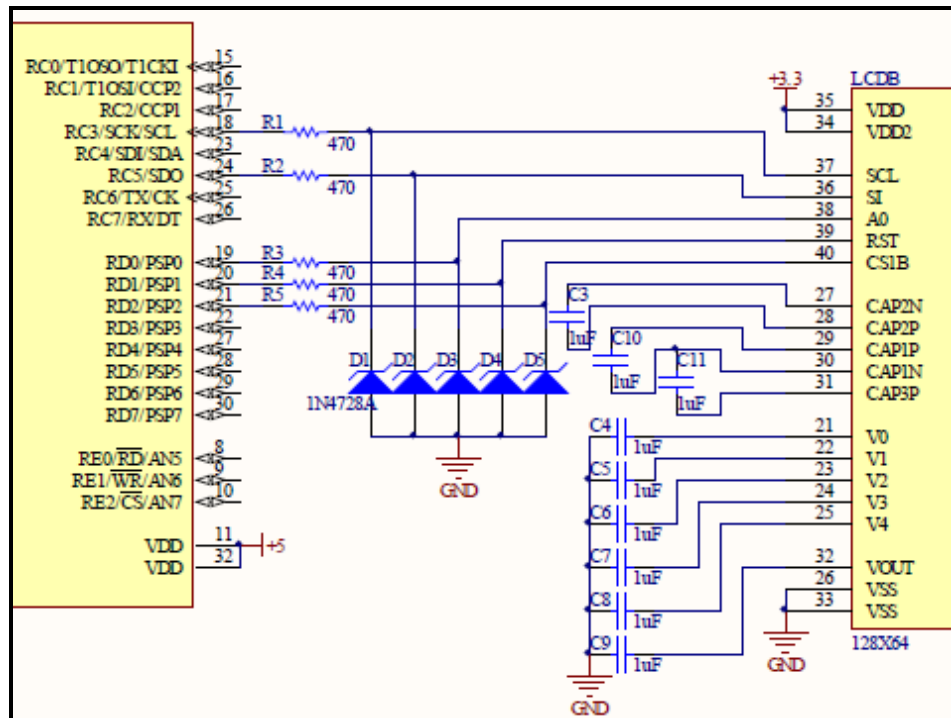 RC0/T1OSO/T1CKI 15
RC1/T1OSI/CCP2 16
RC2/CCP1 17
RC3/SCK/SCL 18
RC4/SDI/SDA 23
RC5/SDO 24
RC6/TX/CK 25
RC7/RX/DT 26
RD0/PSP0 19
RD1/PSP1 20
RD2/PSP2 21
RD3/PSP3 22
RD4/PSP4 27
RD5/PSP5 28
RD6/PSP6 29
RD7/PSP7 30
RE0/RD/AN5 8
RE1/WR/AN6 9
RE2/CS/AN7 10
VDD 11
VDD 32
+5
R1
470
R2
470
R3
470
R4
470
R5
470
D1
D2
D3
D4
D5
1N4728A
GND
C3
1uF
C10
1uF
C11
1uF
C4
1uF
C5
1uF
C6
1uF
C7
1uF
C8
1uF
C9
1uF
GND
+3.3
LCDB
35 VDD
34 VDD2
37 SCL
36 SI
38 A0
39 RST
40 CS1B
27 CAP2N
28 CAP2P
29 CAP1P
30 CAP1N
31 CAP3P
21 V0
22 V1
23 V2
24 V3
25 V4
32 VOUT
26 VSS
33 VSS
GND
128X64